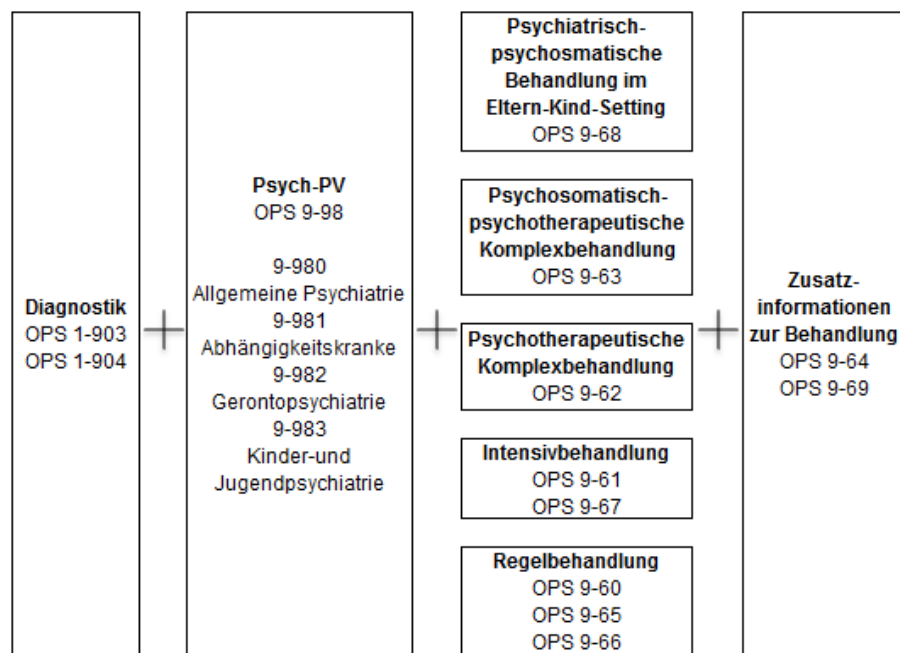 Diagnostik
OPS 1-903
OPS 1-904
Psych-PV
OPS 9-98
9-980
Allgemeine Psychiatrie
9-981
Abhängigkeitskranke
9-982
Gerontopsychiatrie
9-983
Kinder-und
Jugendpsychiatrie
Psychiatrisch-
psychosmatische
Behandlung im
Eltern-Kind-Setting
OPS 9-68
Psychosomatisch-
psychotherapeutische
Komplexbehandlung
OPS 9-63
Psychotherapeutische
Komplexbehandlung
OPS 9-62
Intensivbehandlung
OPS 9-61
OPS 9-67
Regelbehandlung
OPS 9-60
OPS 9-65
OPS 9-66
Zusatz-
informationen
zur Behandlung
OPS 9-64
OPS 9-69